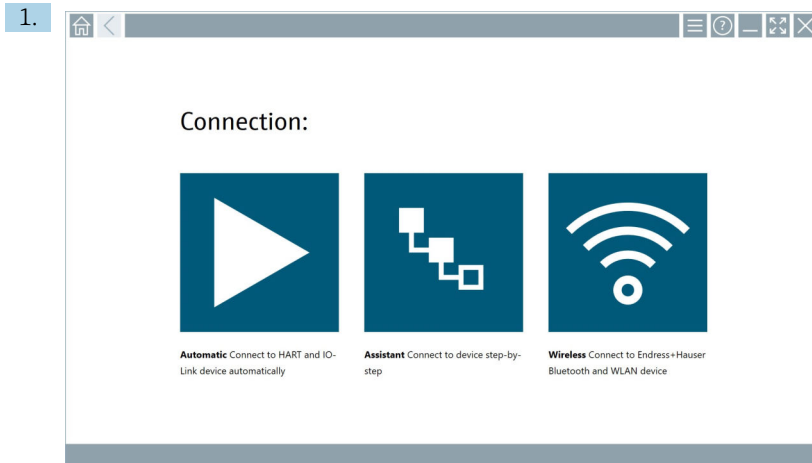 1.
Connection:
Automatic Connect to HART and IO-
Link device automatically
Assistant Connect to device step-by-
step
Wireless Connect to Endress+Hauser
Bluetooth and WLAN device